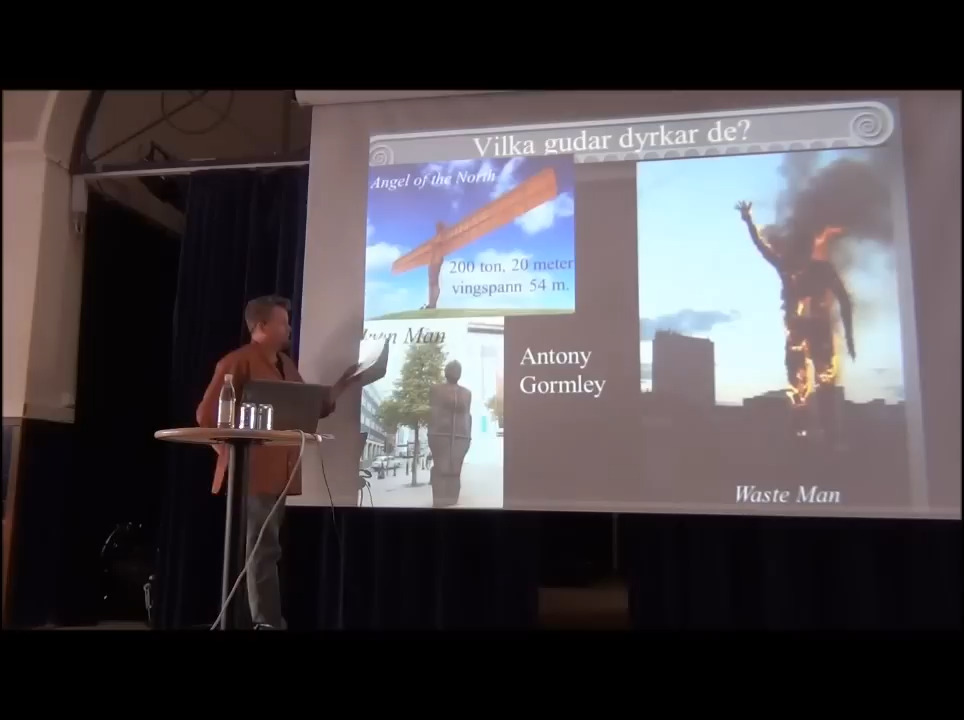 Vilka gudar dyrkar de?
Angel of the North
200 ton, 20 meter
vingspann 54 m.
Man
Antony
Gormley
Waste Man